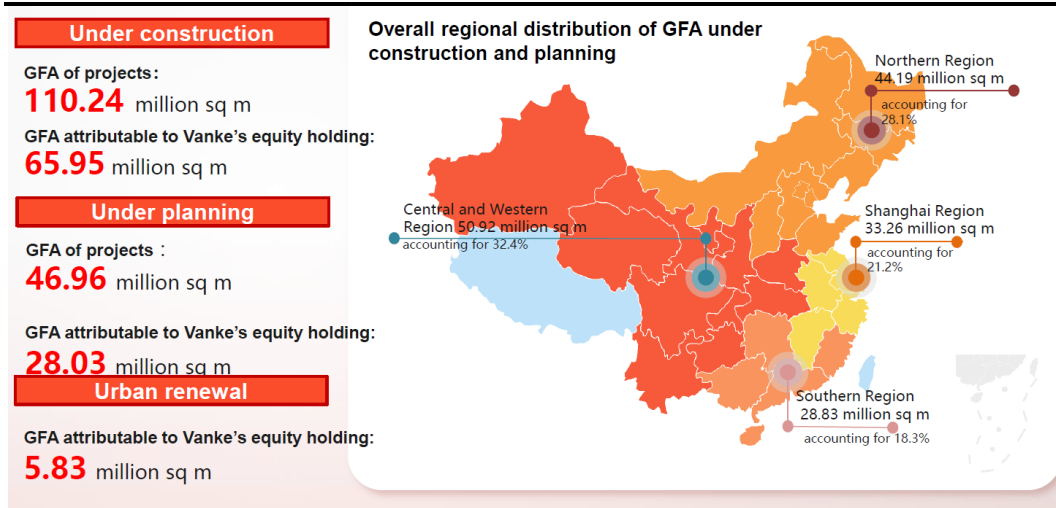 Under construction
GFA of projects：
110.24 million sq m
GFA attributable to Vanke's equity holding:
65.95 million sq m
Under planning
GFA of projects：
46.96 million sq m
GFA attributable to Vanke's equity holding:
28.03 million sq m
Urban renewal
GFA attributable to Vanke's equity holding:
5.83 million sq m
Overall regional distribution of GFA under
construction and planning
Northern Region
44.19 million sq m
accounting for
28.1%
Central and Western
Region 50.92 million sq m
accounting for 32.4%
Shanghai Region
33.26 million sq m
accounting for
21.2%
Southern Region
28.83 million sq m
accounting for 18.3%